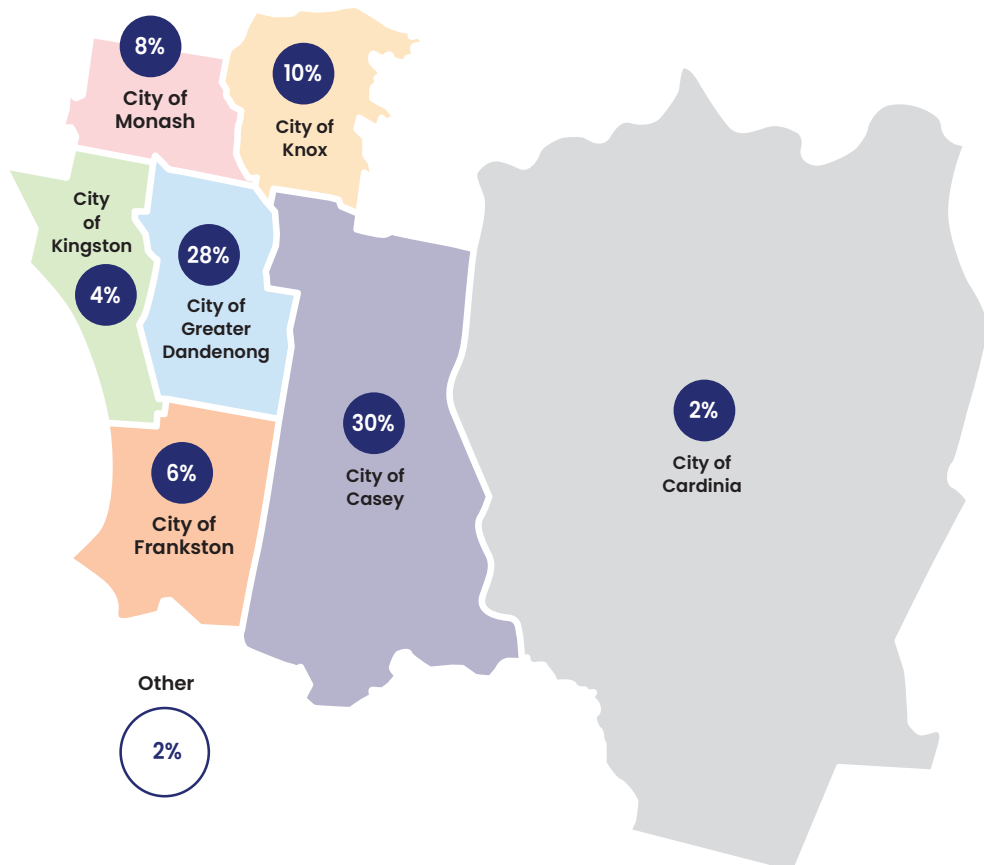 8%
City of
Monash
10%
City of
Knox
City
of
Kingston
4%
28%
City of
Greater
Dandenong
30%
City of
Casey
2%
City of
Cardinia
6%
City of
Frankston
Other
2%